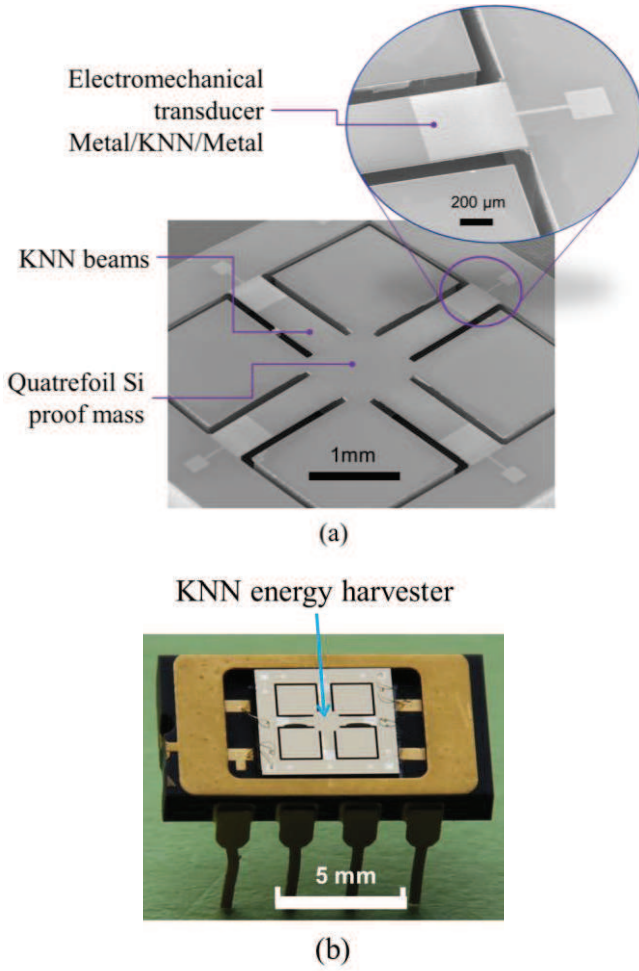 Electromechanical
transducer
Metal/KNN/Metal
200 µm
KNN beams
Quatrefoil Si
proof mass
1mm
(a)
KNN energy harvester
5 mm
(b)